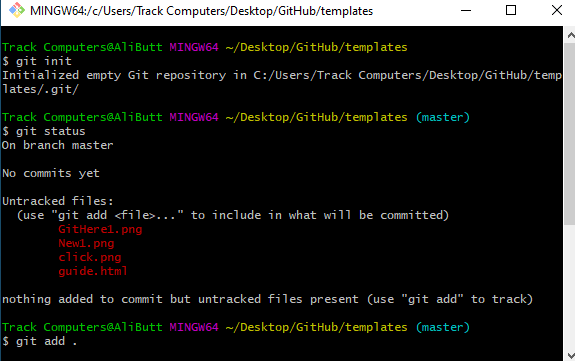 MINGW64:/c/Users/Track Computers/Desktop/GitHub/templates
Track Computers@AliButt MINGW64 ~/Desktop/GitHub/templates
$ git init
Initialized empty Git repository in C:/Users/Track Computers/Desktop/GitHub/temp
lates/.git/
Track Computers@AliButt MINGW64 ~/Desktop/GitHub/templates (master)
$ git status
On branch master
No commits yet
Untracked files:
(use "git add <file>..." to include in what will be committed)
GitHere1.png
New1.png
click.png
guide.html
nothing added to commit but untracked files present (use "git add" to track)
Track Computers@AliButt MINGW64 ~/Desktop/GitHub/templates (master)
$ git add .